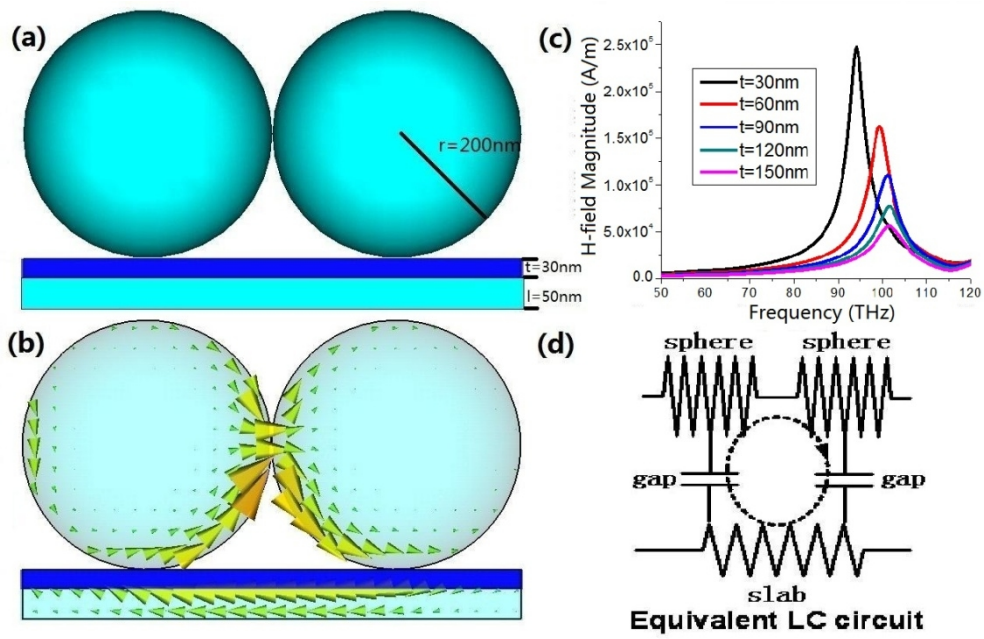 (a)
r=200nm
t=30nm
l=50nm
(b)
(c)
H-field Magnitude (A/m)
2.5x10⁵
2.0x10⁵
1.5x10⁵
1.0x10⁵
5.0x10⁴
0.0
t=30nm
t=60nm
t=90nm
t=120nm
t=150nm
50 60 70 80 90 100 110 120
Frequency (THz)
(d)
sphere sphere
gap gap
slab
Equivalent LC circuit